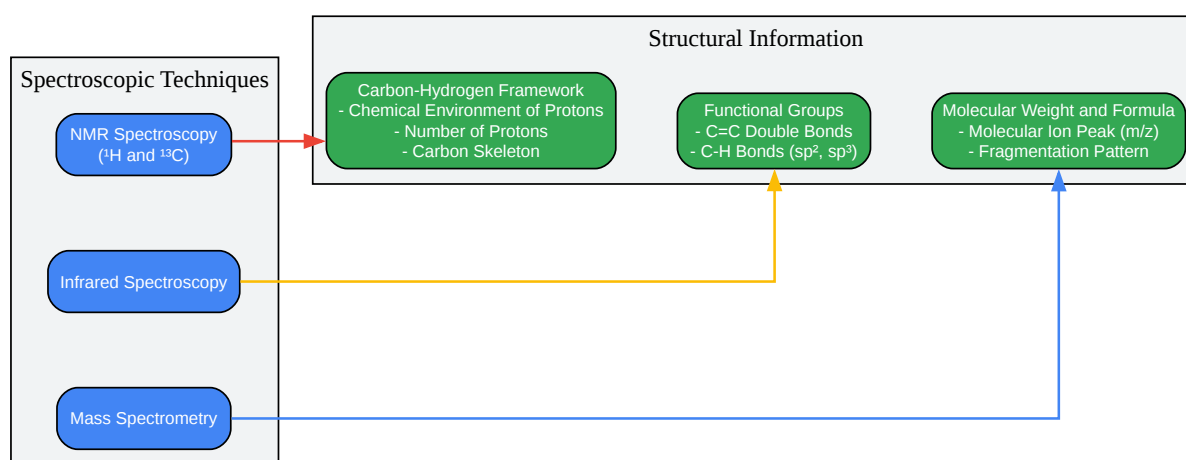 Structural Information
Spectroscopic Techniques
Carbon-Hydrogen Framework
- Chemical Environment of Protons
- Number of Protons
- Carbon Skeleton
Functional Groups
- C=C Double Bonds
- C-H Bonds (sp², sp³)
Molecular Weight and Formula
- Molecular Ion Peak (m/z)
- Fragmentation Pattern
NMR Spectroscopy
(¹H and ¹³C)
Infrared Spectroscopy
Mass Spectrometry